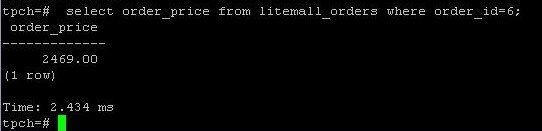 tpch=#  select order_price from litemall_orders where order_id=6;
 order_price
-------------
     2469.00
(1 row)
Time: 2.434 ms
tpch=#